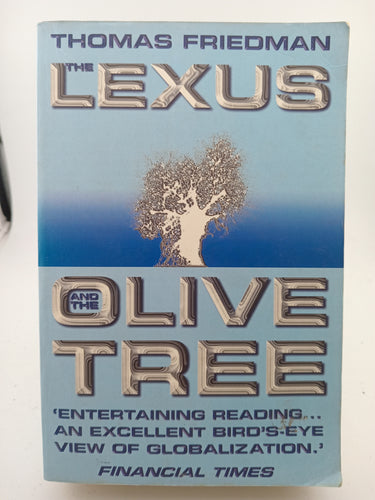 THOMAS FRIEDMAN
THE LEXUS
AND THE OLIVE
TREE
'ENTERTAINING READING...
AN EXCELLENT BIRD'S-EYE
VIEW OF GLOBALIZATION.'
FINANCIAL TIMES